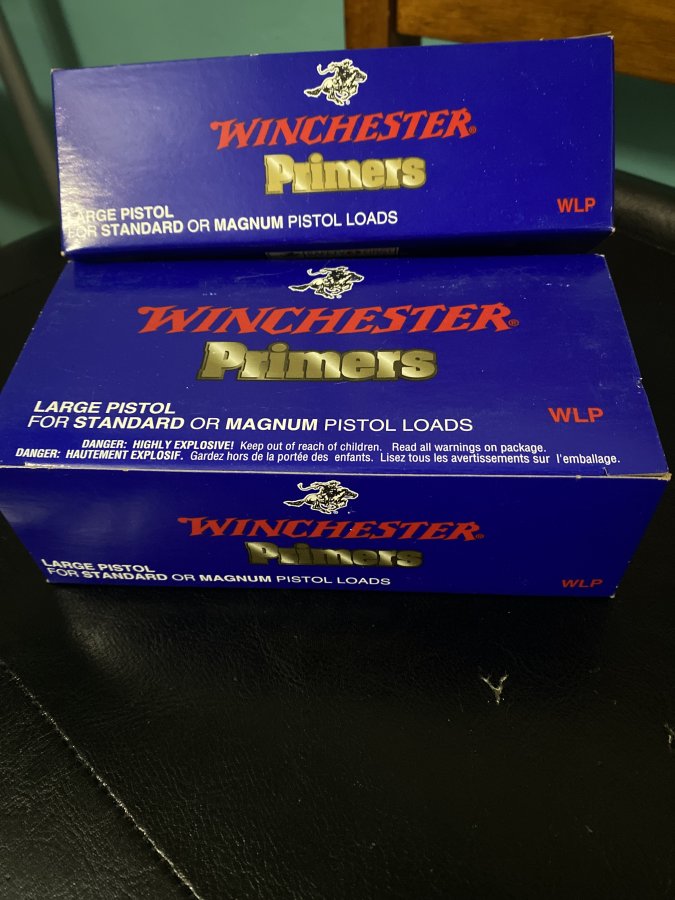 WINCHESTER®
Primers
LARGE PISTOL
FOR STANDARD OR MAGNUM PISTOL LOADS
WLP
WINCHESTER®
Primers
LARGE PISTOL
FOR STANDARD OR MAGNUM PISTOL LOADS
WLP
DANGER: HIGHLY EXPLOSIVE! Keep out of reach of children. Read all warnings on package.
DANGER: HAUTEMENT EXPLOSIF. Gardez hors de la portée des enfants. Lisez tous les avertissements sur l'emballage.
WINCHESTER®
Primers
LARGE PISTOL
FOR STANDARD OR MAGNUM PISTOL LOADS
WLP